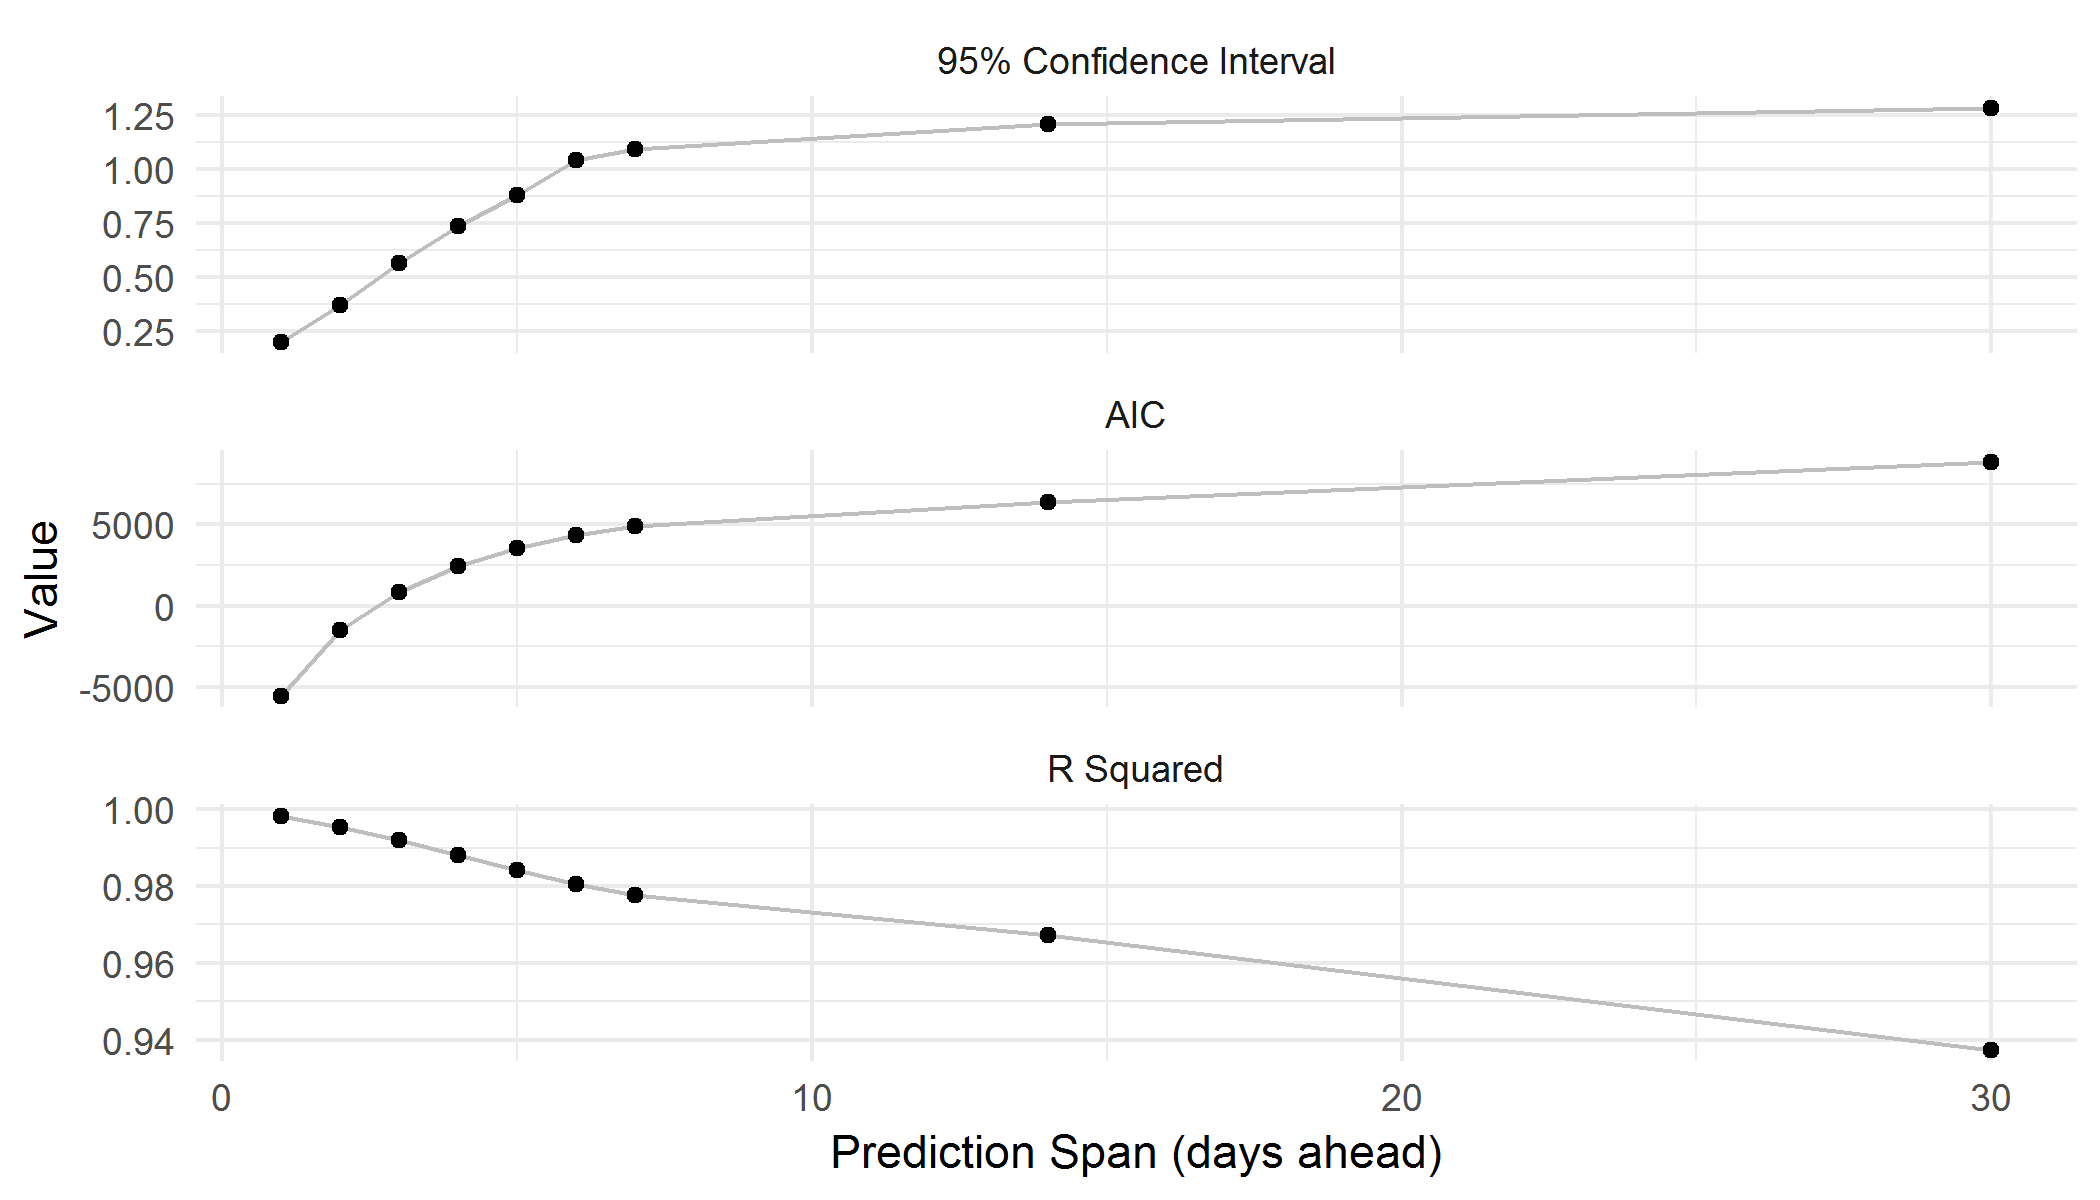 95% Confidence Interval
1.25
1.00
0.75
0.50
0.25
AIC
5000
0
-5000
Value
R Squared
1.00
0.98
0.96
0.94
0 10 20 30
Prediction Span (days ahead)